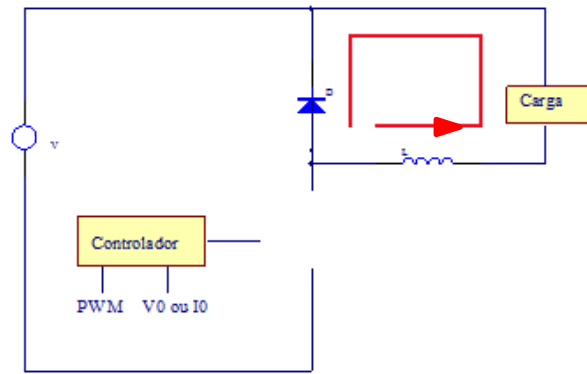 D
Carga
L
v
Controlador
PWM V0 ou I0